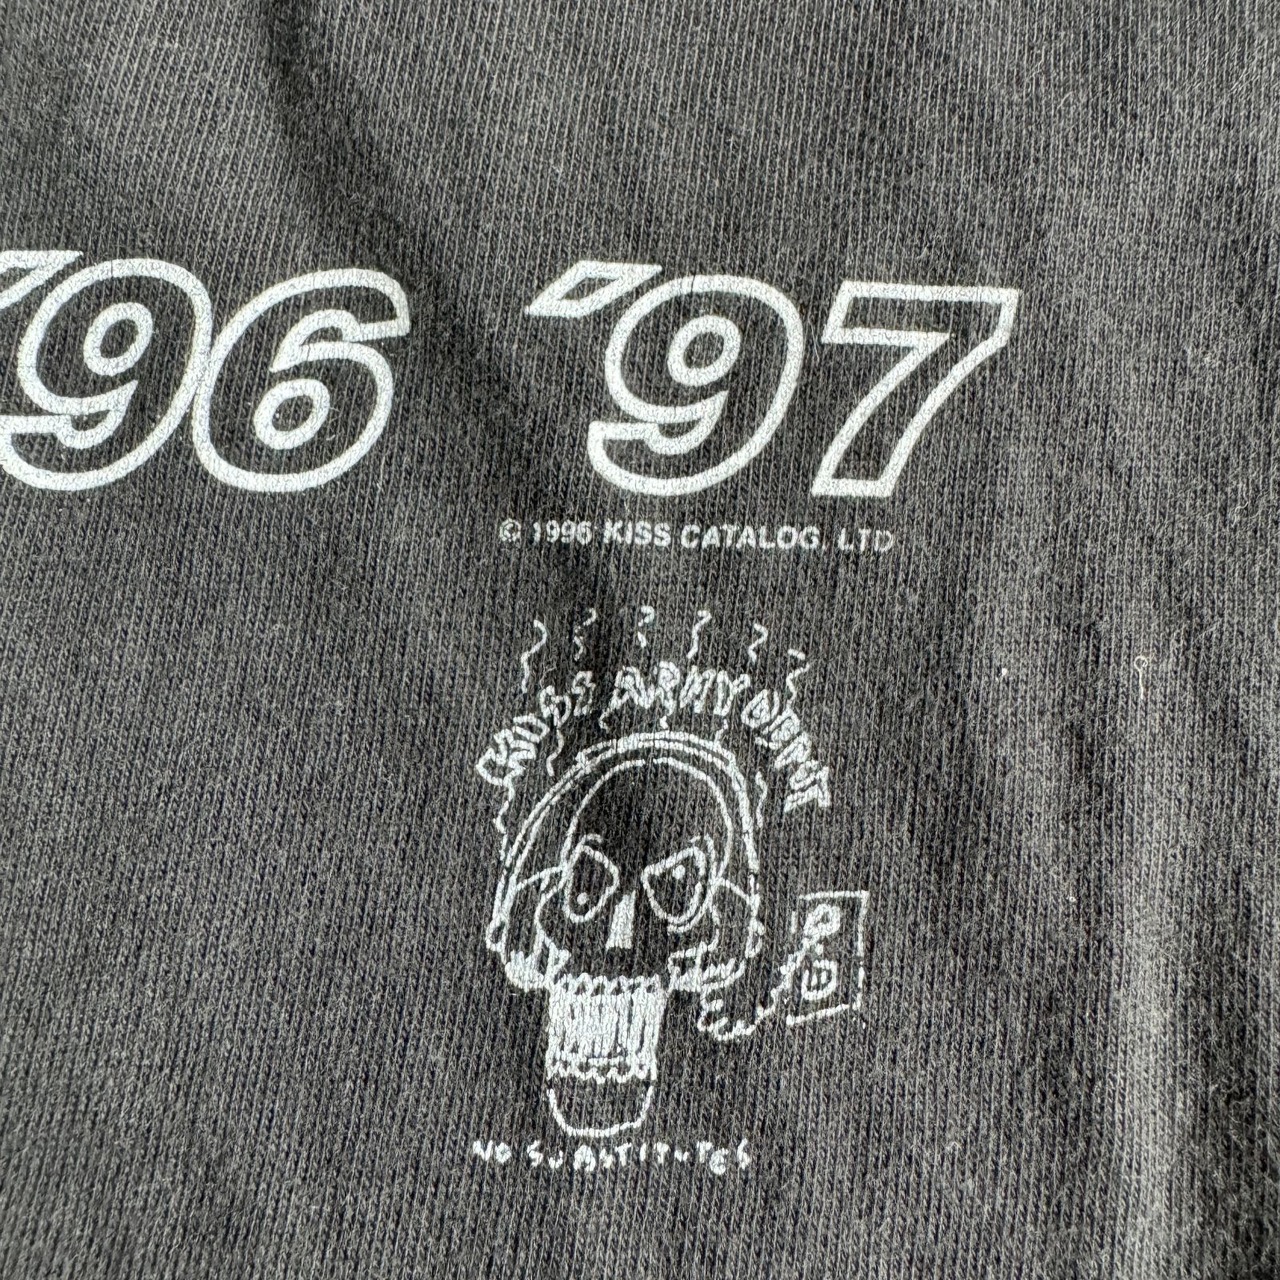 '96 '97
© 1996 KISS CATALOG, LTD
NO SUBSTITUTES